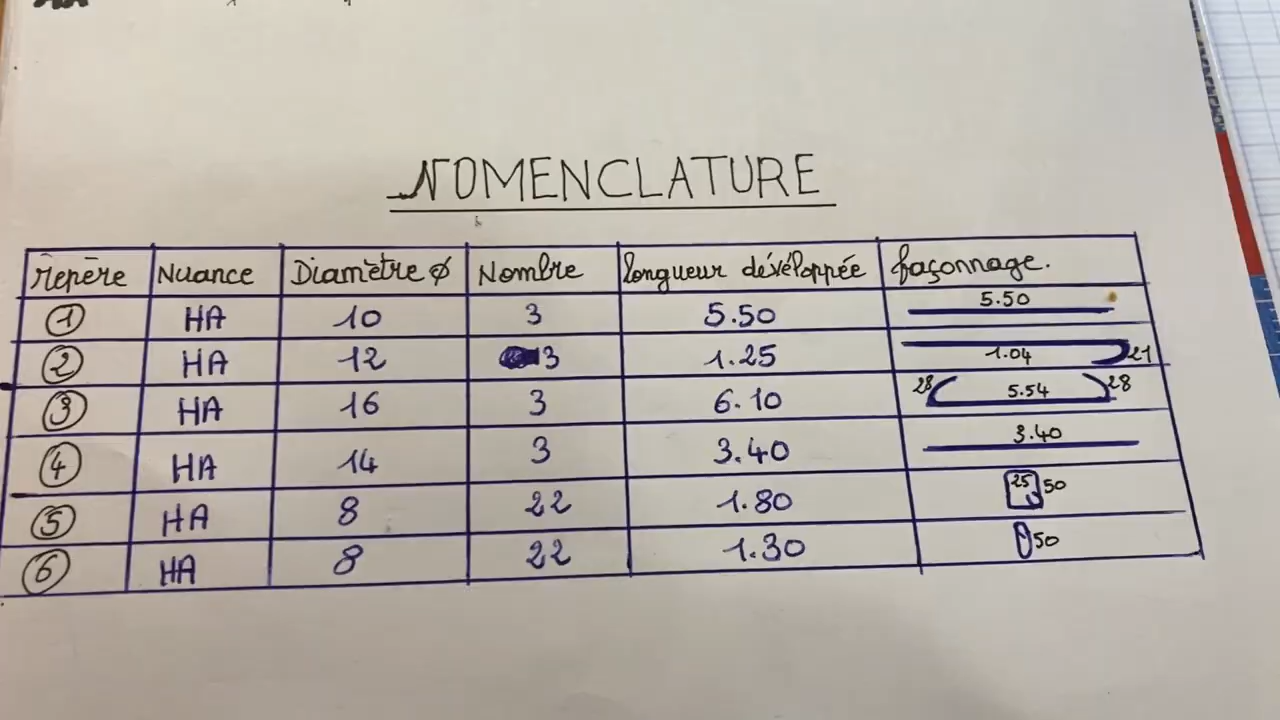 NOMENCLATURE
repère Nuance Diamètre ø Nombre longueur développée façonnage.
1 HA 10 3 5.50 5.50
2 HA 12 3 1.25 1.04 21
3 HA 16 3 6.10 28 5.54 28
4 HA 14 3 3.40 3.40
5 HA 8 22 1.80 25 50
6 HA 8 22 1.30 50